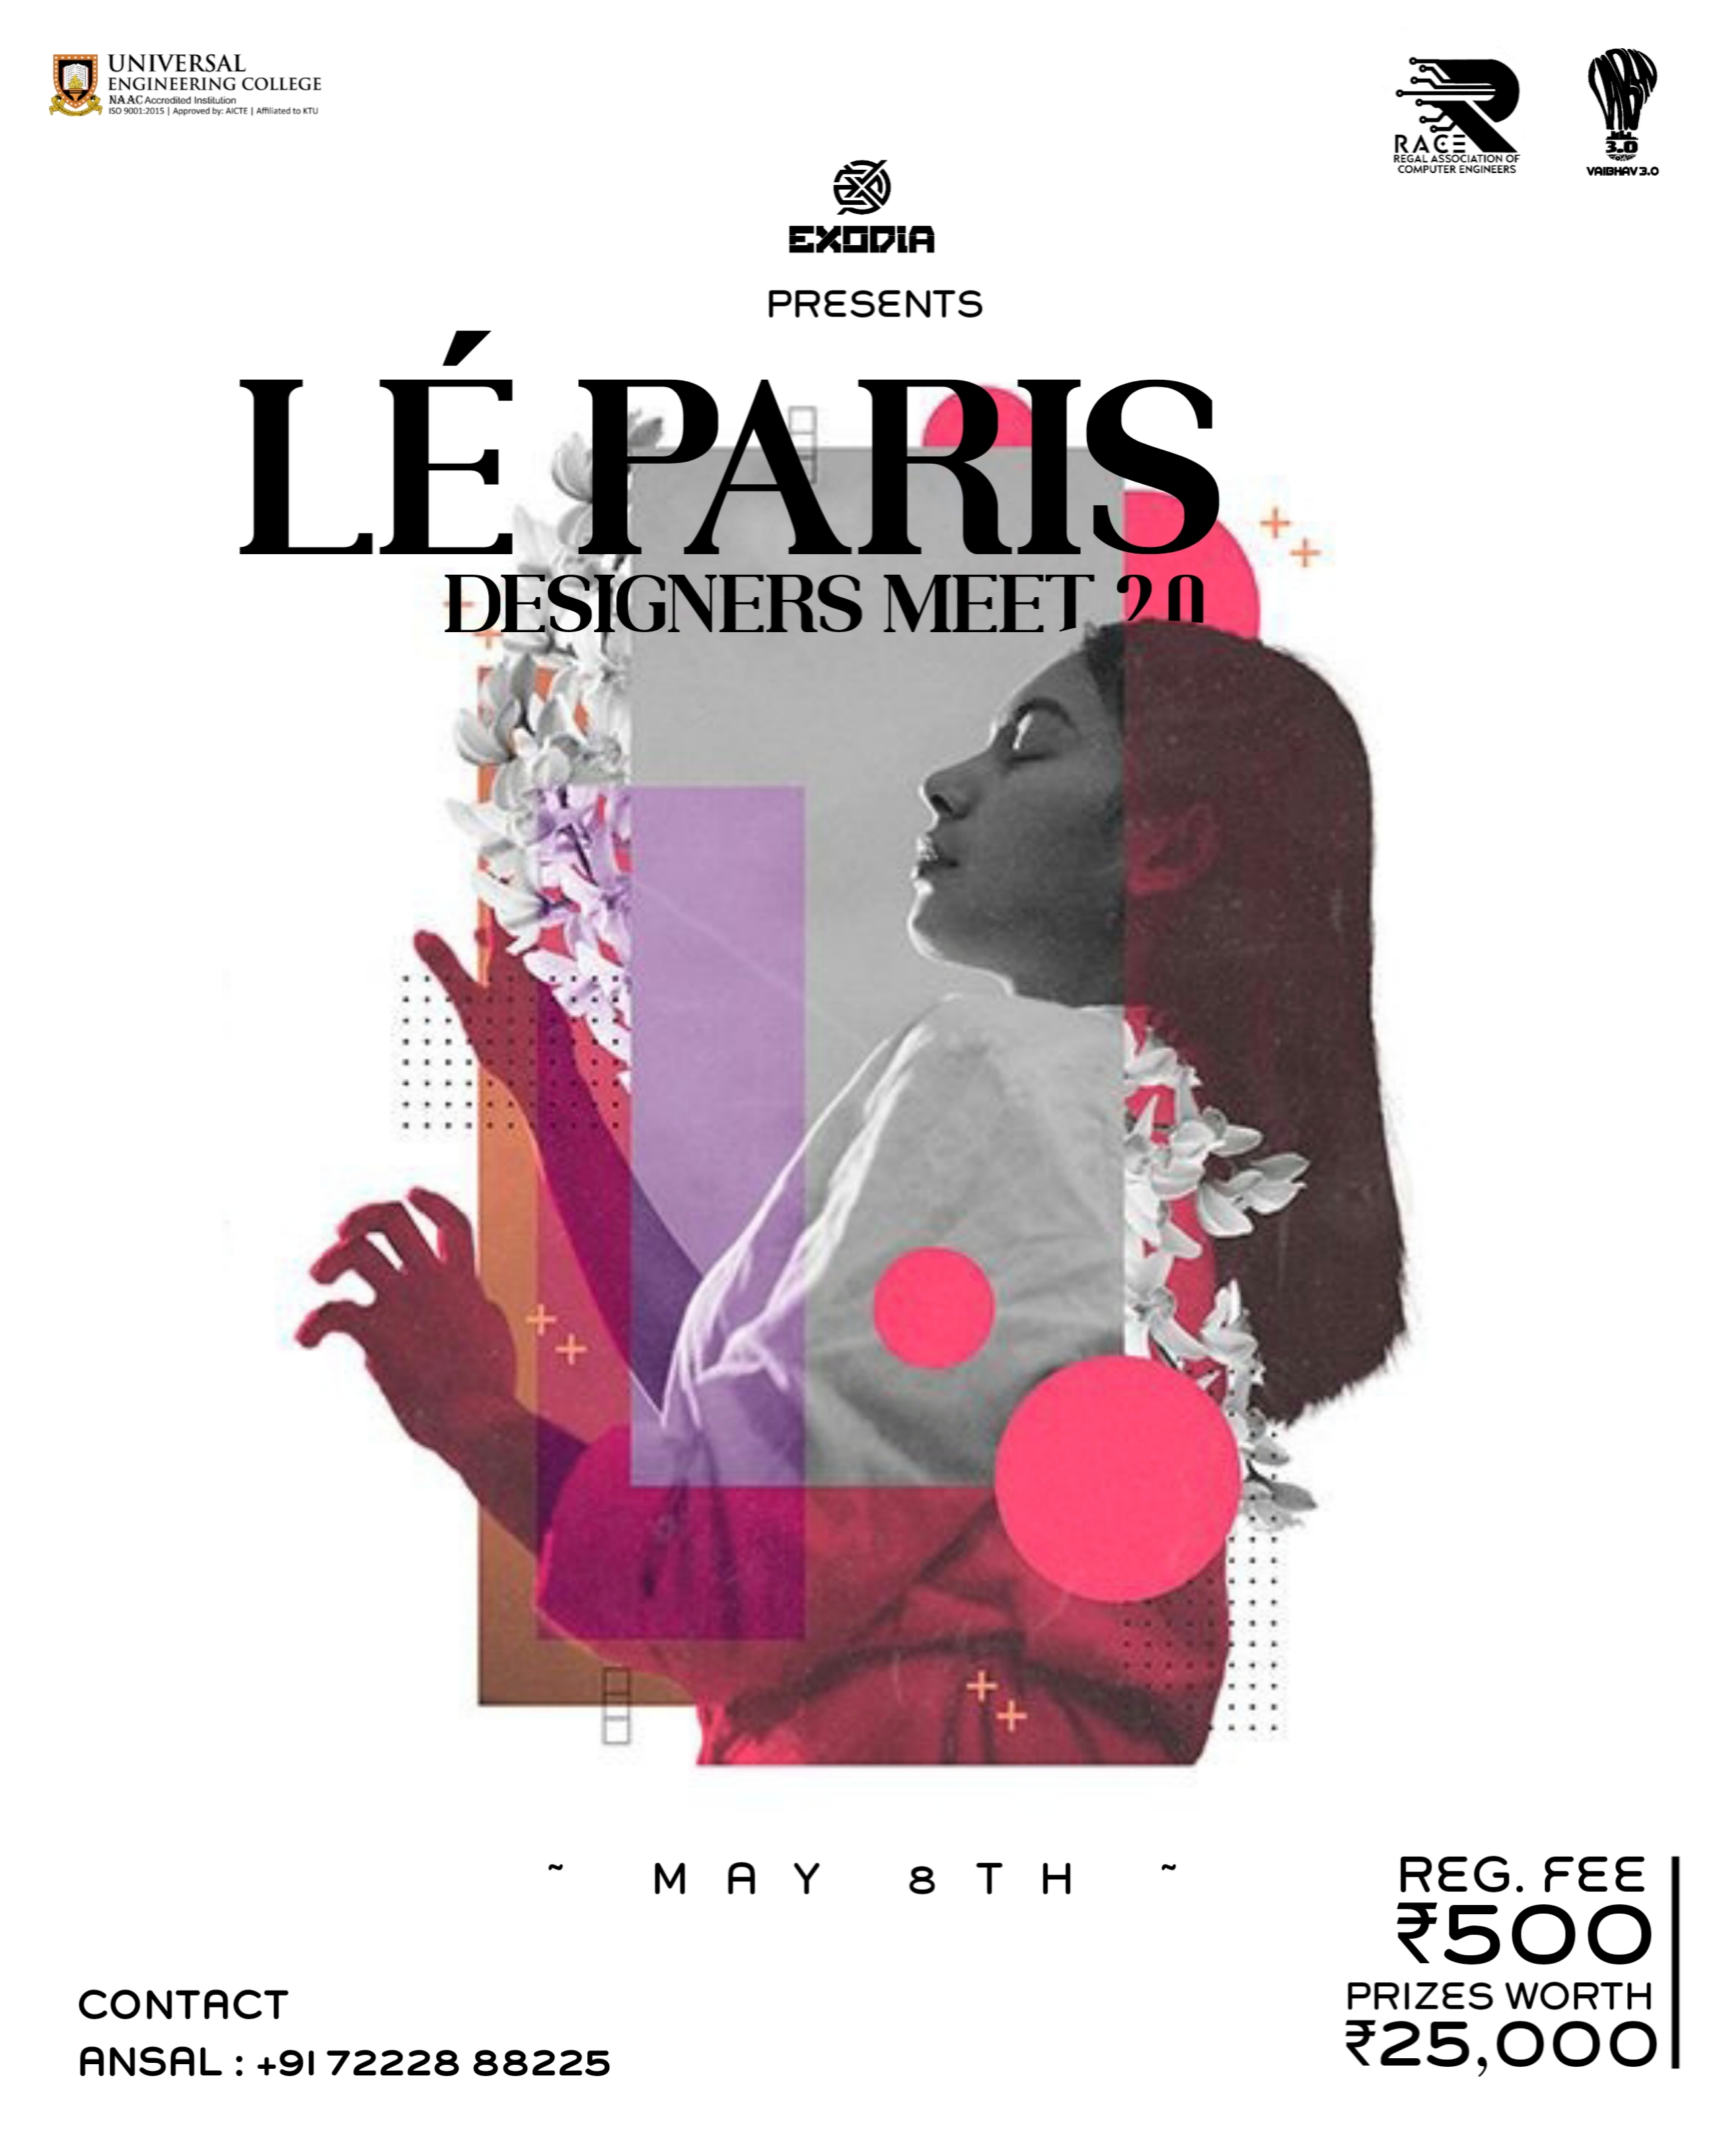 UNIVERSAL
ENGINEERING COLLEGE
NAAC Accredited Institution
ISO 9001:2015 | Approved by: AICTE | Affiliated to KTU
RACE
REGAL ASSOCIATION OF
COMPUTER ENGINEERS
3.0
VAIBHAV 3.0
EXODIA
PRESENTS
LÉ PARIS
DESIGNERS MEET 2.0
~ MAY 8TH ~
REG. FEE
₹500
PRIZES WORTH
₹25,000
CONTACT
ANSAL : +91 72228 88225